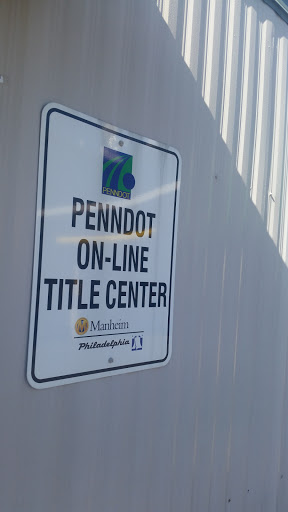 PENNDOT
PENNDOT
ON-LINE
TITLE CENTER
Manheim
Philadelphia